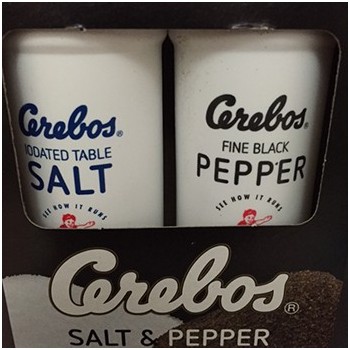 Cerebos®
IODATED TABLE
SALT
SEE HOW IT RUNS
Cerebos®
FINE BLACK
PEPPER
SEE HOW IT RUNS
Cerebos®
SALT & PEPPER